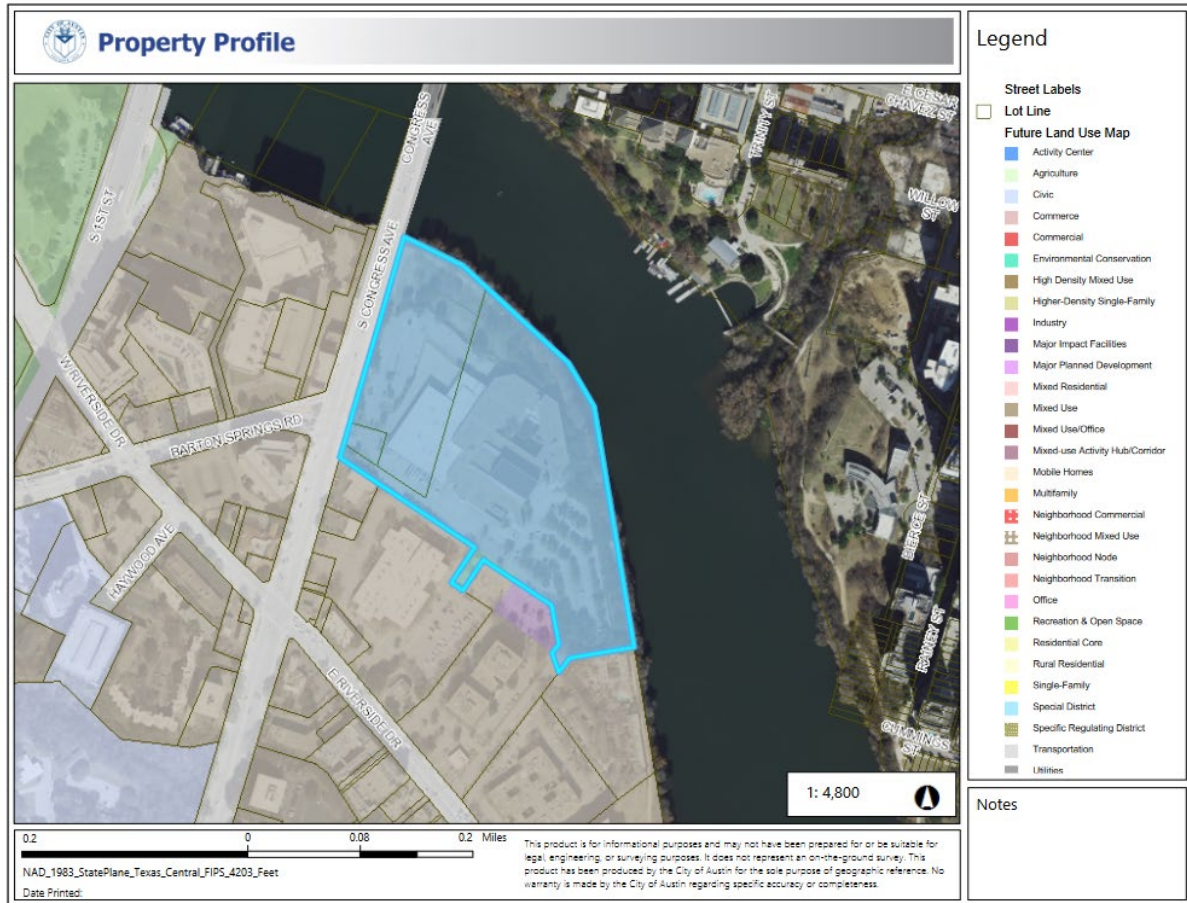 CITY OF AUSTIN
Property Profile
CONGRESS
AVE
E CESAR
CHAVEZ ST
TRINITY ST
WILLOW
ST
S 1ST ST
S CONGRESS AVE
W RIVERSIDE DR
BARTON SPRINGS RD
HAYWOOD AVE
E RIVERSIDE DR
RIVER ST
RAINEY ST
CUMMINGS
ST
1: 4,800
Legend
Street Labels
Lot Line
Future Land Use Map
Activity Center
Agriculture
Civic
Commerce
Commercial
Environmental Conservation
High Density Mixed Use
Higher-Density Single-Family
Industry
Major Impact Facilities
Major Planned Development
Mixed Residential
Mixed Use
Mixed Use/Office
Mixed-use Activity Hub/Corridor
Mobile Homes
Multifamily
Neighborhood Commercial
Neighborhood Mixed Use
Neighborhood Node
Neighborhood Transition
Office
Recreation & Open Space
Residential Core
Rural Residential
Single-Family
Special District
Specific Regulating District
Transportation
Utilities
Notes
0.2 0 0.08 0.2 Miles
NAD_1983_StatePlane_Texas_Central_FIPS_4203_Feet
Date Printed:
This product is for informational purposes and may not have been prepared for or be suitable for
legal, engineering, or surveying purposes. It does not represent an on-the-ground survey. This
product has been produced by the City of Austin for the sole purpose of geographic reference. No
warranty is made by the City of Austin regarding specific accuracy or completeness.